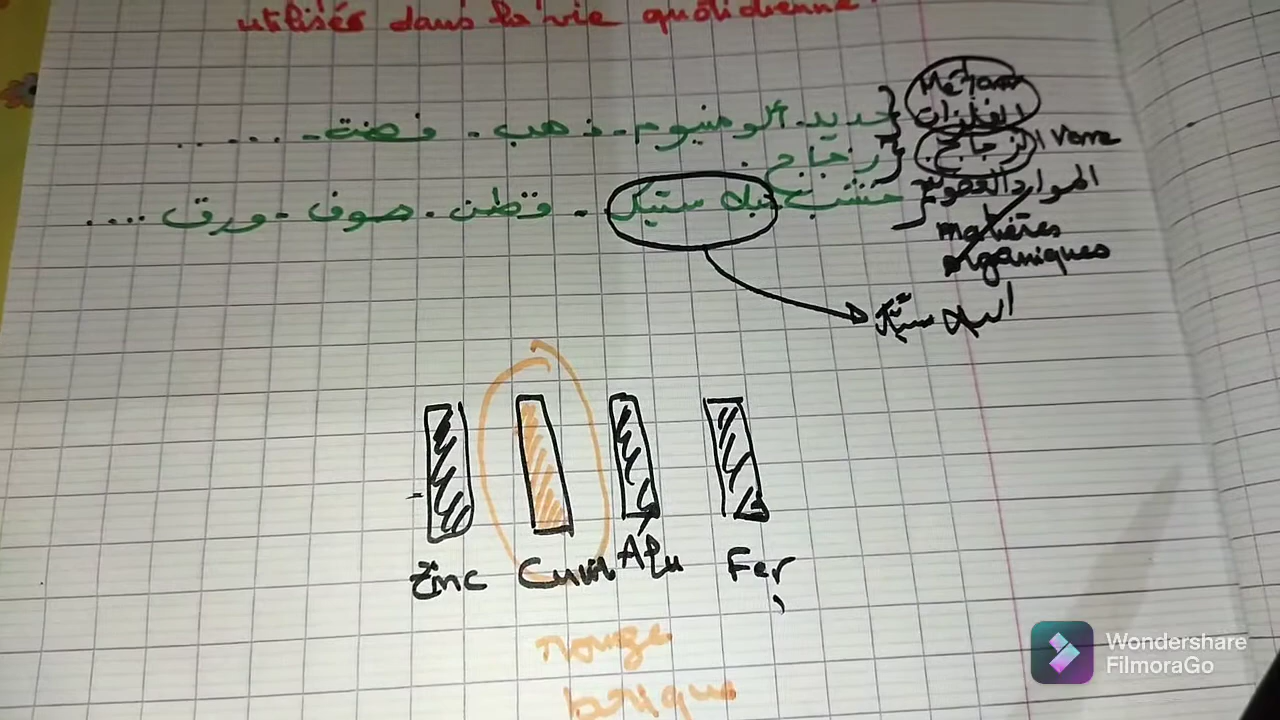 utilisés dans la vie quotidienne.
Métaux
حديد - ألومنيوم - ذهب - فضة - .....
الفلزات
زجاج .
الزجاج Verre
خشب - بلاستيك - قطن - صوف - ورق ....
المواد العضوية
matières
organiques
البلاستيك
Zinc Cuivre Alu Fer
rouge
brique
Wondershare
FilmoraGo